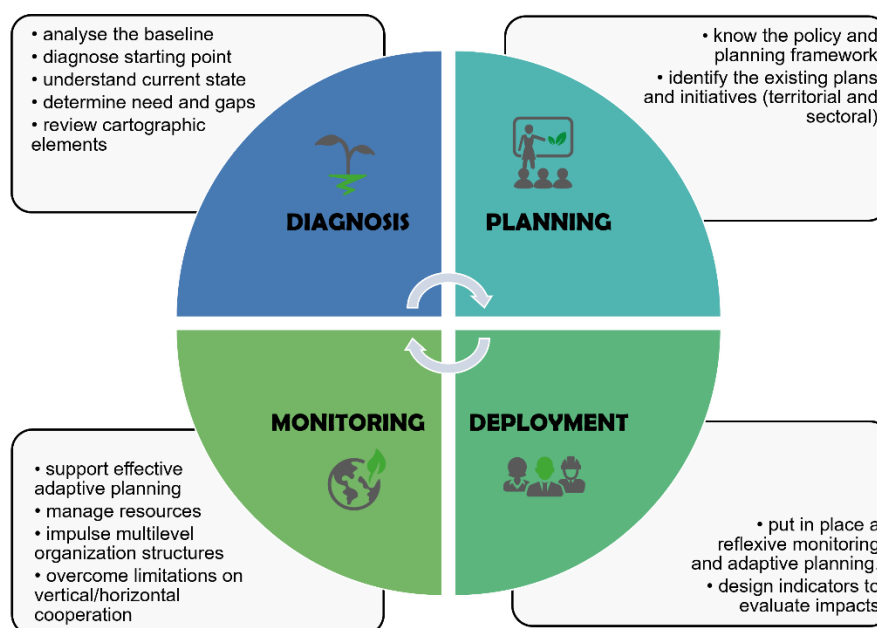 • analyse the baseline
• diagnose starting point
• understand current state
• determine need and gaps
• review cartographic
elements
• know the policy and
planning framework
• identify the existing plans
and initiatives (territorial and
sectoral)
DIAGNOSIS
PLANNING
MONITORING
DEPLOYMENT
• support effective
adaptive planning
• manage resources
• impulse multilevel
organization structures
• overcome limitations on
vertical/horizontal
cooperation
• put in place a
reflexive monitoring
and adaptive planning.
• design indicators to
evaluate impacts